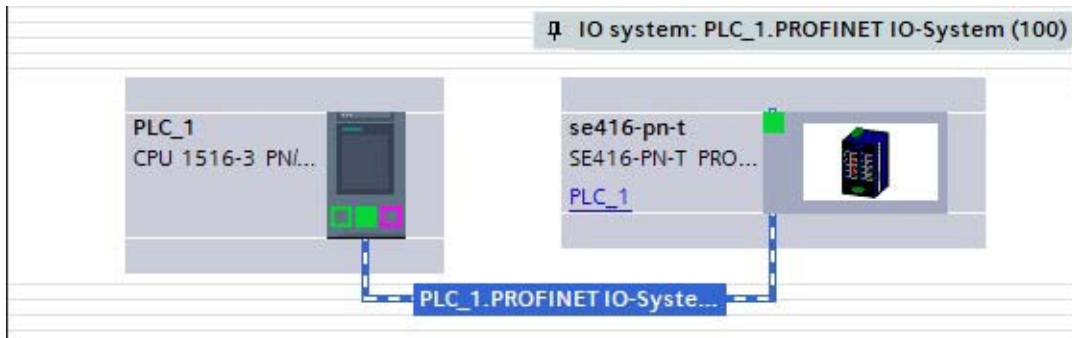 IO system: PLC_1.PROFINET IO-System (100)
PLC_1
CPU 1516-3 PN/...
se416-pn-t
SE416-PN-T PRO...
PLC_1
PLC_1.PROFINET IO-Syste...